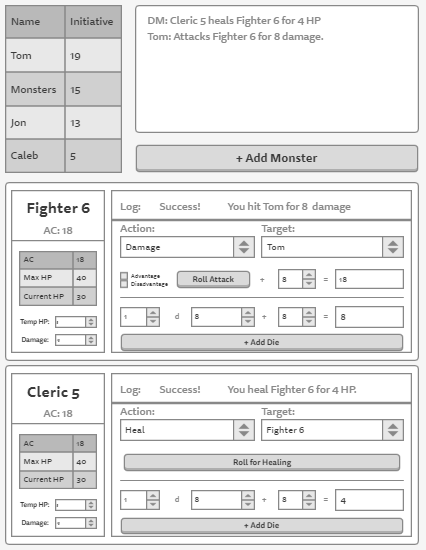 Name Initiative
Tom 19
Monsters 15
Jon 13
Caleb 5
DM: Cleric 5 heals Fighter 6 for 4 HP
Tom: Attacks Fighter 6 for 8 damage.
+ Add Monster
Fighter 6
AC: 18
AC 18
Max HP 40
Current HP 30
Temp HP:
Damage:
Log: Success! You hit Tom for 8 damage
Action: Target:
Damage Tom
Advantage
Disadvantage
Roll Attack + 8 = 18
1 d 8 + 8 = 8
+ Add Die
Cleric 5
AC: 18
AC 18
Max HP 40
Current HP 30
Temp HP:
Damage:
Log: Success! You heal Fighter 6 for 4 HP.
Action: Target:
Heal Fighter 6
Roll for Healing
1 d 8 + 8 = 4
+ Add Die